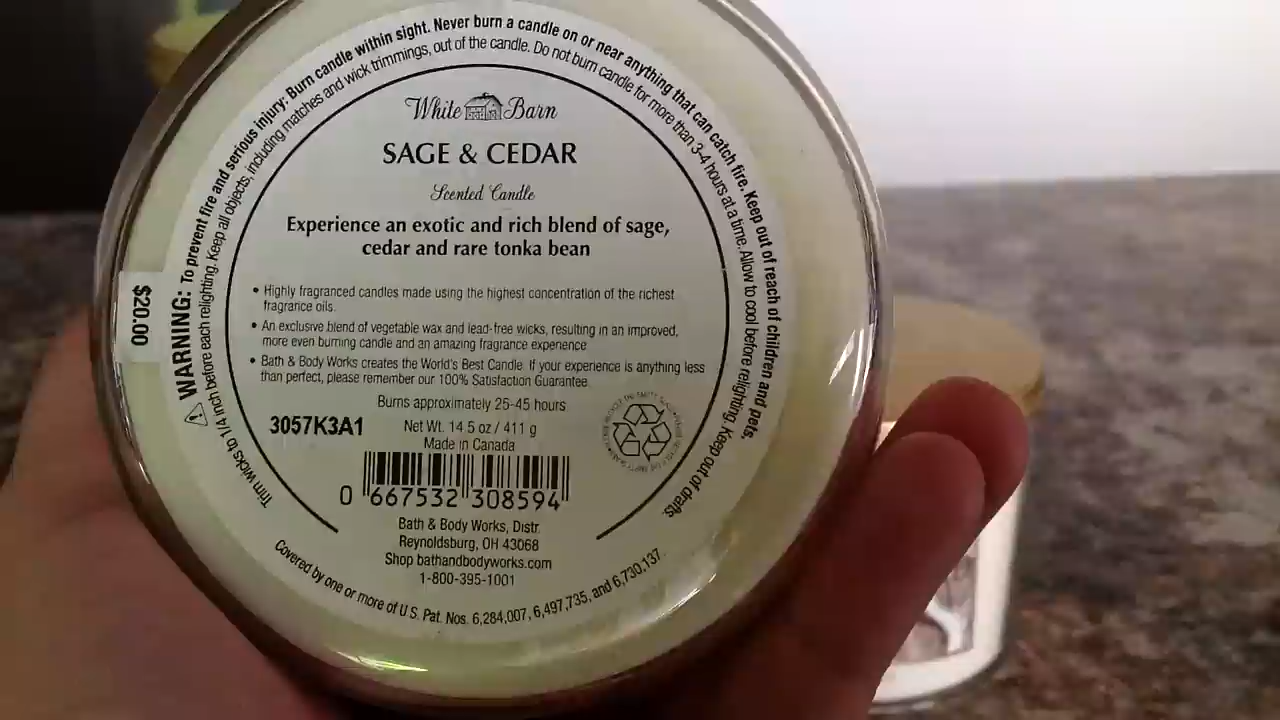 WARNING: To prevent fire and serious injury: Burn candle within sight. Never burn a candle on or near anything that can catch fire. Keep out of reach of children and pets.
Trim wicks to 1/4 inch before each relighting. Keep all objects, including matches and wick trimmings, out of the candle. Do not burn candle for more than 3-4 hours at a time. Allow to cool before relighting. Keep out of drafts.
$20.00
White Barn
SAGE & CEDAR
Scented Candle
Experience an exotic and rich blend of sage,
cedar and rare tonka bean
• Highly fragranced candles made using the highest concentration of the richest
fragrance oils.
• An exclusive blend of vegetable wax and lead-free wicks, resulting in an improved,
more even burning candle and an amazing fragrance experience
• Bath & Body Works creates the World's Best Candle. If your experience is anything less
than perfect, please remember our 100% Satisfaction Guarantee.
Burns approximately 25-45 hours
3057K3A1
Net Wt. 14.5 oz / 411 g
Made in Canada
0 667532 308594
Bath & Body Works, Distr.
Reynoldsburg, OH 43068
Shop bathandbodyworks.com
1-800-395-1001
Covered by one or more of U.S. Pat. Nos. 6,284,007, 6,497,735, and 6,730,137.